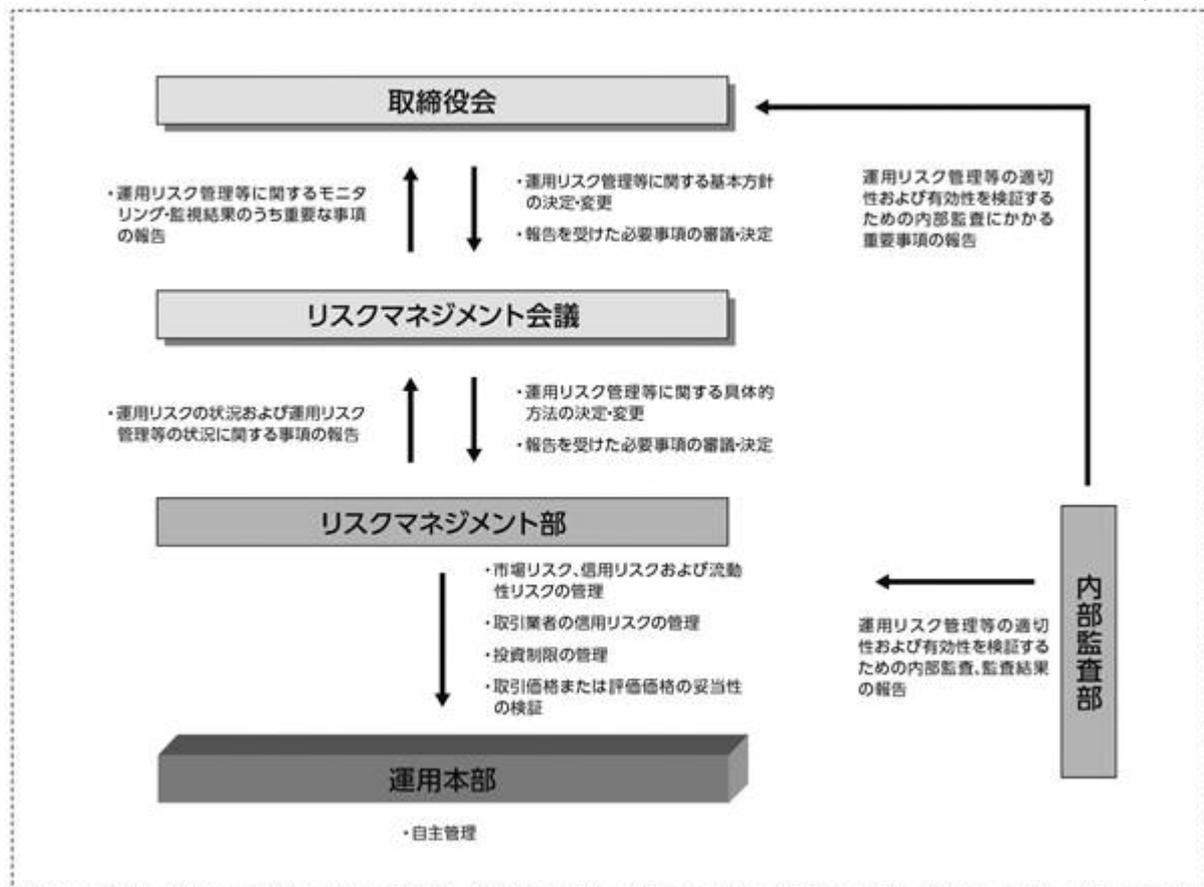 取締役会
・運用リスク管理等に関するモニタ
リング・監視結果のうち重要な事項
の報告
・運用リスク管理等に関する基本方針
の決定・変更
・報告を受けた必要事項の審議・決定
運用リスク管理等の適切
性および有効性を検証する
ための内部監査にかかる
重要事項の報告
リスクマネジメント会議
・運用リスクの状況および運用リスク
管理等の状況に関する事項の報告
・運用リスク管理等に関する具体的
方法の決定・変更
・報告を受けた必要事項の審議・決定
リスクマネジメント部
・市場リスク、信用リスクおよび流動
性リスクの管理
・取引業者の信用リスクの管理
・投資制限の管理
・取引価格または評価価格の妥当性
の検証
運用リスク管理等の適切
性および有効性を検証する
ための内部監査、監査結果
の報告
内部監査部
運用本部
・自主管理